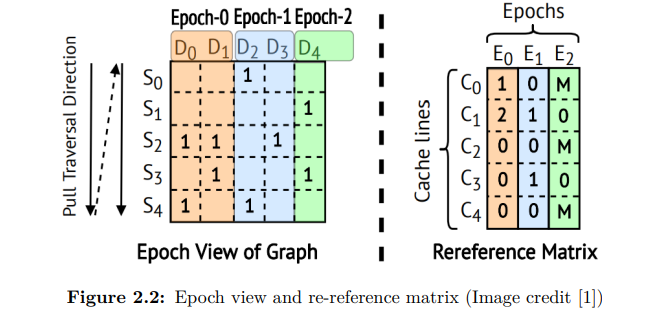 Epoch-0 Epoch-1 Epoch-2
D0 D1 D2 D3 D4
Pull Traversal Direction
S0 1
S1 1
S2 1 1 1
S3 1 1
S4 1 1
Epoch View of Graph
Epochs
E0 E1 E2
Cache lines
C0 1 0 M
C1 2 1 0
C2 0 0 M
C3 0 1 0
C4 0 0 M
Rereference Matrix
Figure 2.2: Epoch view and re-reference matrix (Image credit [1])